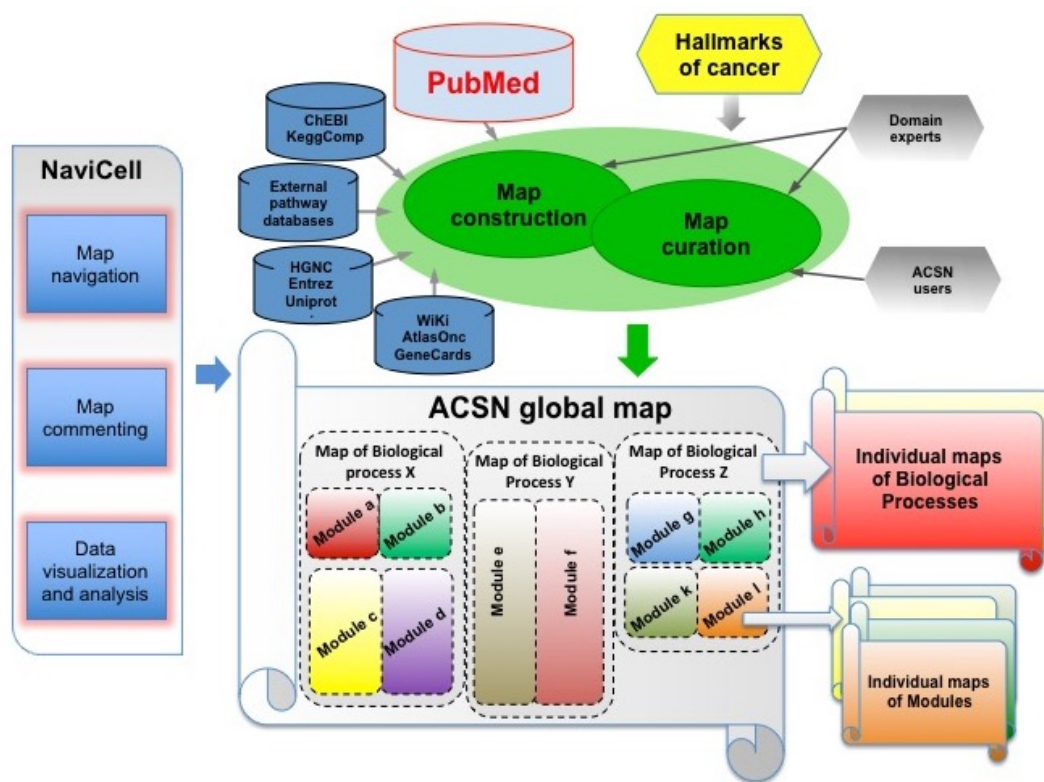 Hallmarks
of cancer
PubMed
ChEBI
KeggComp
Domain
experts
NaviCell
External
pathway
databases
Map
construction
Map
curation
Map
navigation
HGNC
Entrez
Uniprot
.
ACSN
users
WiKi
AtlasOnc
GeneCards
Map
commenting
ACSN global map
Map of Biological
process X
Map of Biological
Process Y
Map of Biological
Process Z
Individual maps
of Biological
Processes
Module a
Module b
Module e
Module f
Module g
Module h
Data
visualization
and analysis
Module c
Module d
Module k
Module l
Individual maps
of Modules